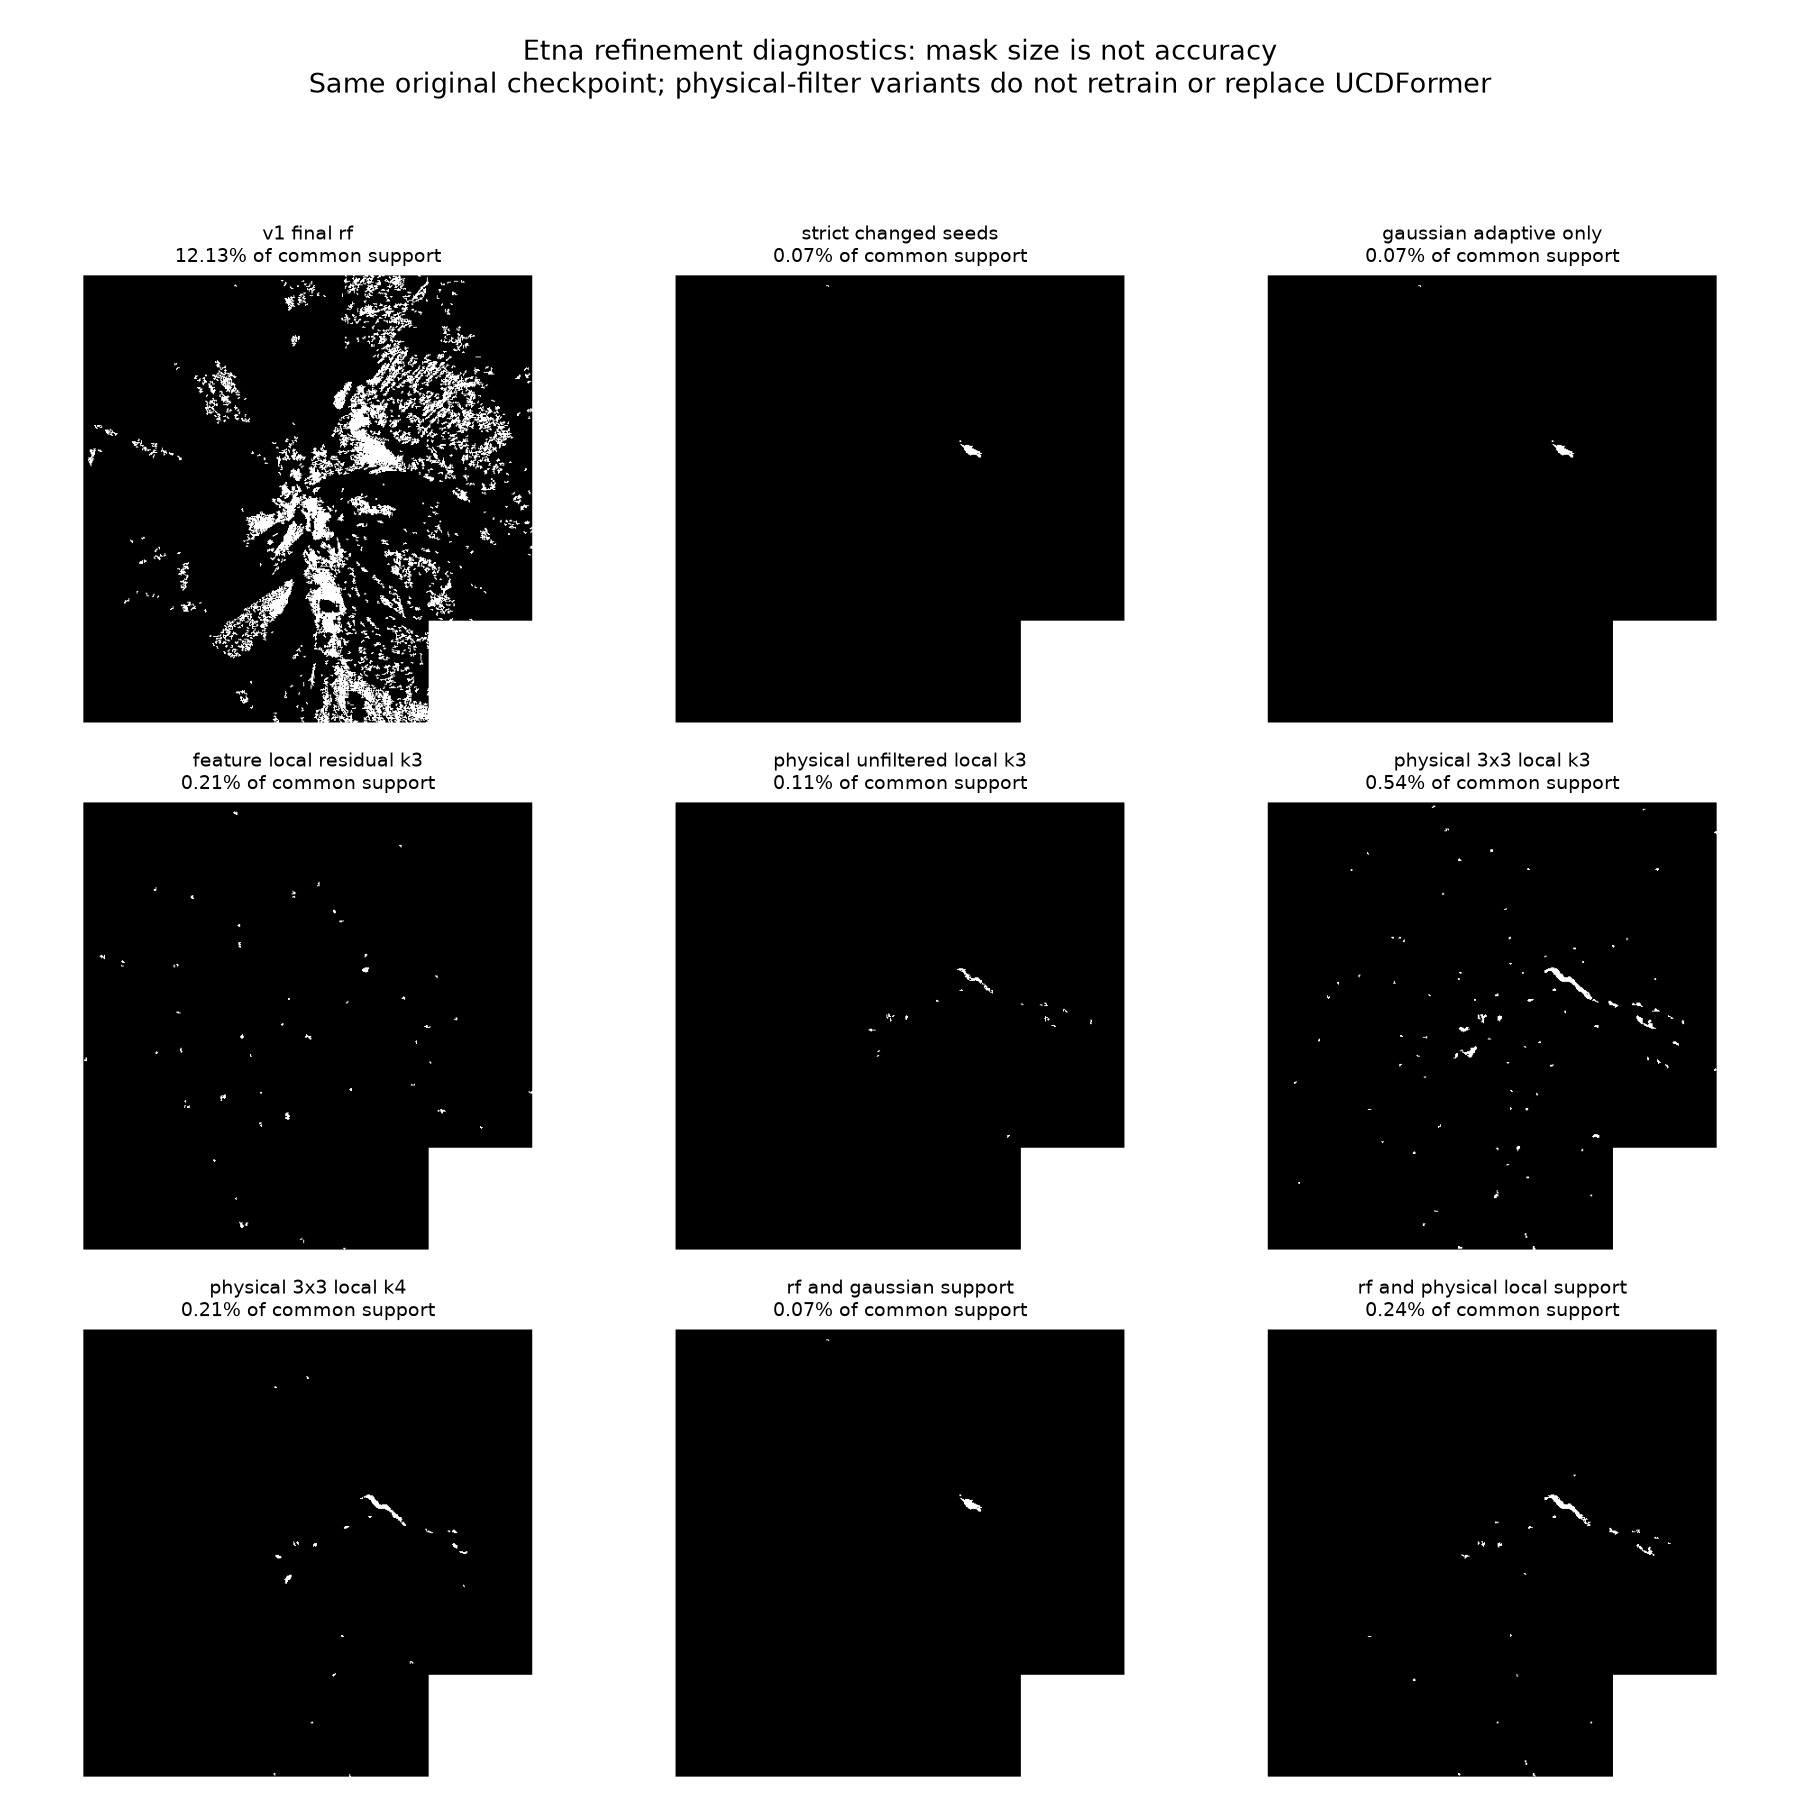 Etna refinement diagnostics: mask size is not accuracy
Same original checkpoint; physical-filter variants do not retrain or replace UCDFormer
v1 final rf
12.13% of common support
strict changed seeds
0.07% of common support
gaussian adaptive only
0.07% of common support
feature local residual k3
0.21% of common support
physical unfiltered local k3
0.11% of common support
physical 3x3 local k3
0.54% of common support
physical 3x3 local k4
0.21% of common support
rf and gaussian support
0.07% of common support
rf and physical local support
0.24% of common support